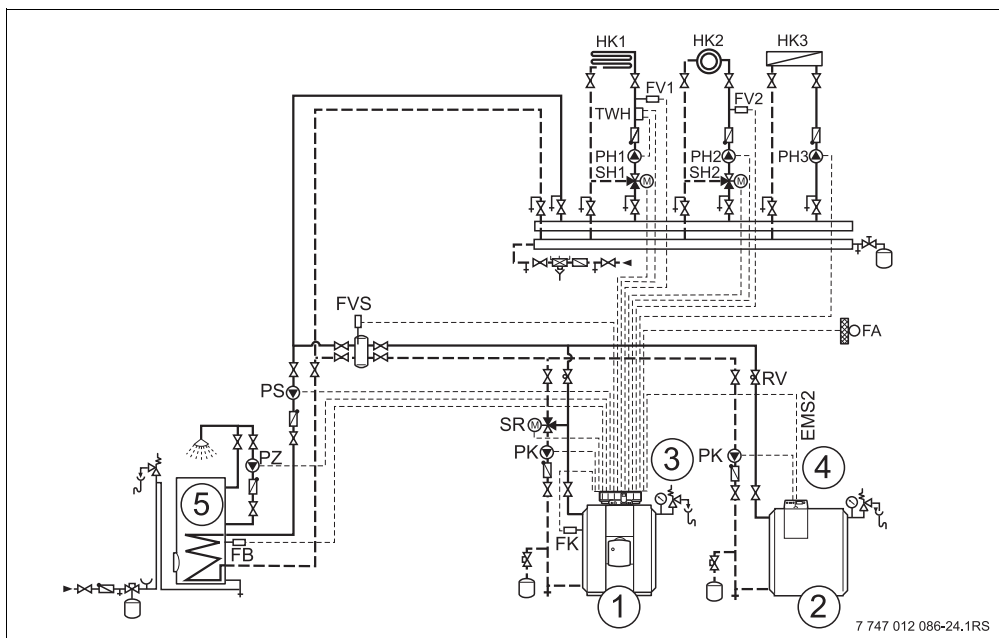 HK1 HK2 HK3
FV1 FV2
TWH
PH1 PH2 PH3
SH1 M SH2 M
FVS
FA
PS RV
SR M EMS2
PZ PK 3 PK 4
5
FB FK
1 2
7 747 012 086-24.1RS